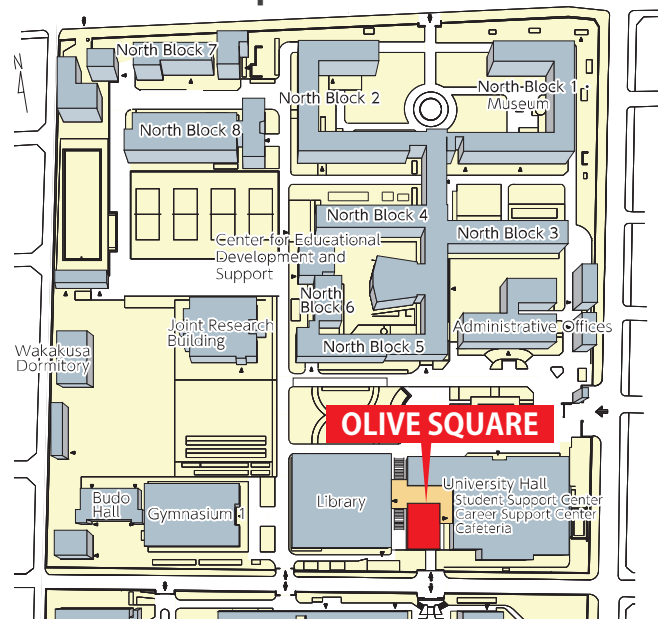 North Block 7
N
North Block 2
North Block 1
Museum
North Block 8
North Block 4
North Block 3
Center for Educational
Development and
Support
North
Block 6
Joint Research
Building
Administrative Offices
North Block 5
Wakakusa
Dormitory
OLIVE SQUARE
Budo
Hall
Gymnasium 1
Library
University Hall
Student Support Center
Career Support Center
Cafeteria